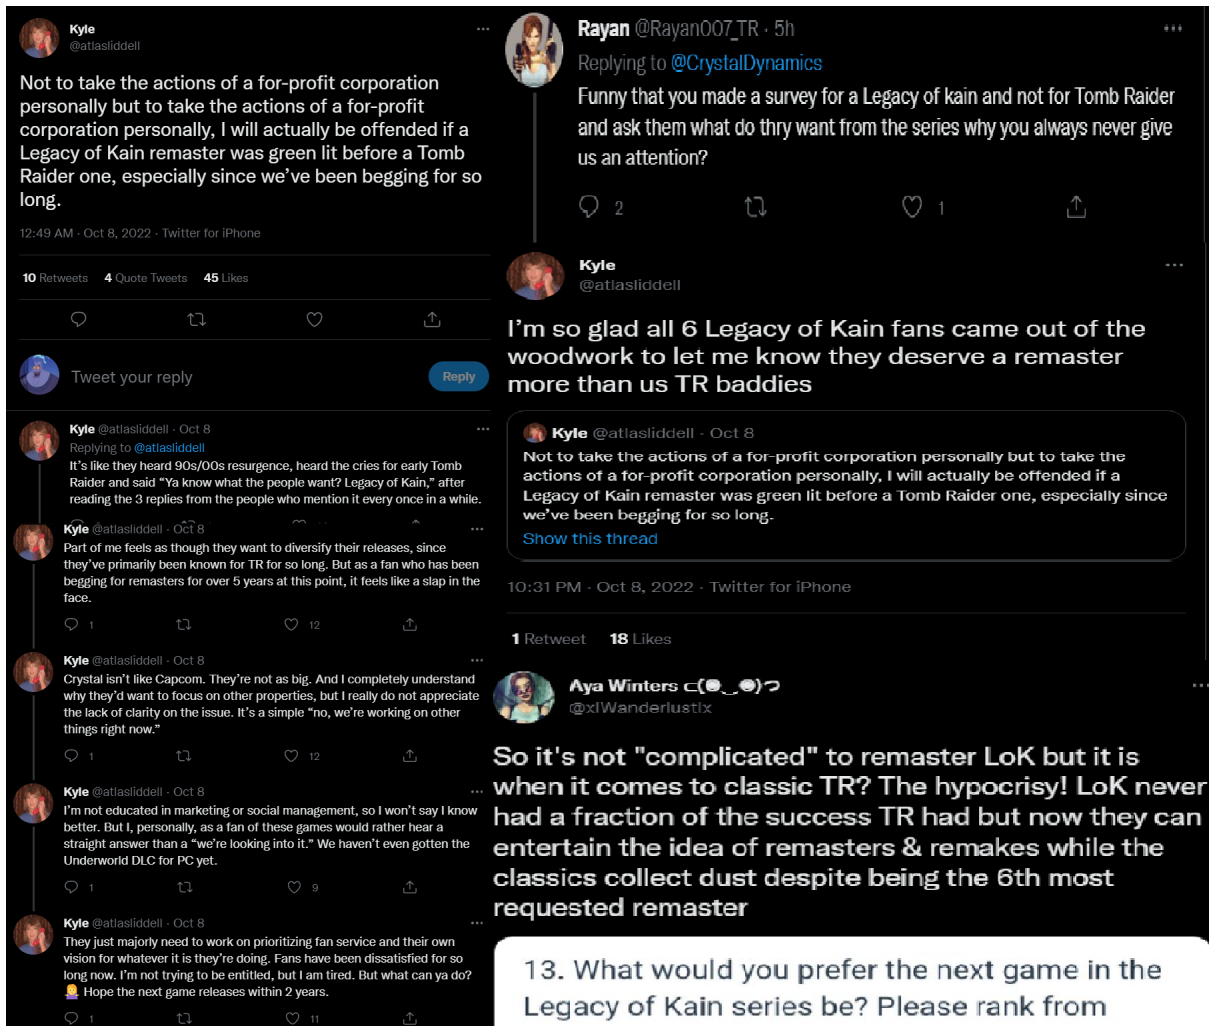 Kyle
@atlasliddell
Not to take the actions of a for-profit corporation
personally but to take the actions of a for-profit
corporation personally, I will actually be offended if a
Legacy of Kain remaster was green lit before a Tomb
Raider one, especially since we've been begging for so
long.
12:49 AM · Oct 8, 2022 · Twitter for iPhone
10 Retweets 4 Quote Tweets 45 Likes
Tweet your reply
Reply
Kyle @atlasliddell · Oct 8
Replying to @atlasliddell
It's like they heard 90s/00s resurgence, heard the cries for early Tomb
Raider and said “Ya know what the people want? Legacy of Kain,” after
reading the 3 replies from the people who mention it every once in a while.
Kyle @atlasliddell · Oct 8
Part of me feels as though they want to diversify their releases, since
they've primarily been known for TR for so long. But as a fan who has been
begging for remasters for over 5 years at this point, it feels like a slap in the
face.
1 12
Kyle @atlasliddell · Oct 8
Crystal isn't like Capcom. They're not as big. And I completely understand
why they'd want to focus on other properties, but I really do not appreciate
the lack of clarity on the issue. It's a simple “no, we're working on other
things right now.”
1 12
Kyle @atlasliddell · Oct 8
I'm not educated in marketing or social management, so I won't say I know
better. But I, personally, as a fan of these games would rather hear a
straight answer than a “we're looking into it.” We haven't even gotten the
Underworld DLC for PC yet.
1 9
Kyle @atlasliddell · Oct 8
They just majorly need to work on prioritizing fan service and their own
vision for whatever it is they're doing. Fans have been dissatisfied for so
long now. I'm not trying to be entitled, but I am tired. But what can ya do?
Hope the next game releases within 2 years.
1 11
Rayan @Rayan007_TR · 5h
Replying to @CrystalDynamics
Funny that you made a survey for a Legacy of kain and not for Tomb Raider
and ask them what do thry want from the series why you always never give
us an attention?
2 1
Kyle
@atlasliddell
I'm so glad all 6 Legacy of Kain fans came out of the
woodwork to let me know they deserve a remaster
more than us TR baddies
Kyle @atlasliddell · Oct 8
Not to take the actions of a for-profit corporation personally but to take the
actions of a for-profit corporation personally, I will actually be offended if a
Legacy of Kain remaster was green lit before a Tomb Raider one, especially since
we've been begging for so long.
Show this thread
10:31 PM · Oct 8, 2022 · Twitter for iPhone
1 Retweet 18 Likes
Aya Winters ⊂(◉‿◉)つ
@xIWanderlustIx
So it's not "complicated" to remaster LoK but it is
when it comes to classic TR? The hypocrisy! LoK never
had a fraction of the success TR had but now they can
entertain the idea of remasters & remakes while the
classics collect dust despite being the 6th most
requested remaster
13. What would you prefer the next game in the
Legacy of Kain series be? Please rank from